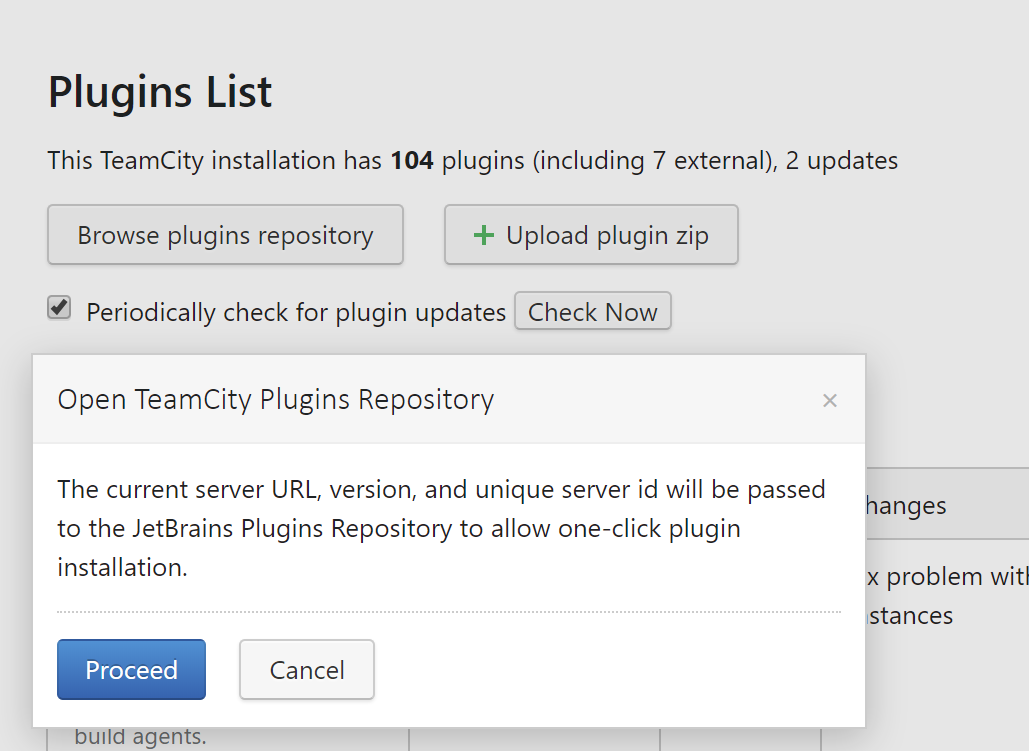 Plugins List
This TeamCity installation has 104 plugins (including 7 external), 2 updates
Browse plugins repository
Upload plugin zip
Periodically check for plugin updates
Check Now
Open TeamCity Plugins Repository
The current server URL, version, and unique server id will be passed
to the JetBrains Plugins Repository to allow one-click plugin
installation.
Proceed
Cancel
hanges
x problem with
stances
build agents.